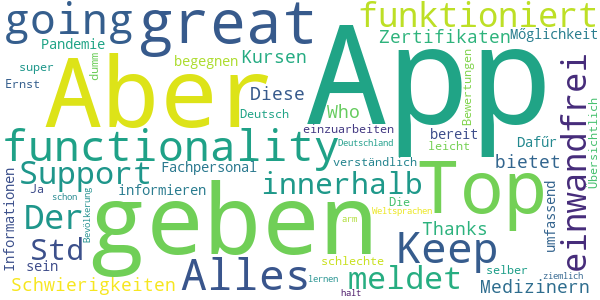 going great funktioniert
Pandemie begegnen Kursen Zertifikaten Möglichkeit
super dumm Aber App
Ernst Diese Deutsch Who Bewertungen
einzuarbeiten bereit Dafür einwandfrei Übersichtlich
functionality Deutschland leicht
Support Fachpersonal verständlich bietet
Informationen Ja informieren innerhalb Top umfassend
schon Bevölkerung geben Die
Der arm Weltsprachen
Std Thanks Keep
sein Alles schlechte selber ziemlich
Schwierigkeiten lernen meldet Medizinern
halt